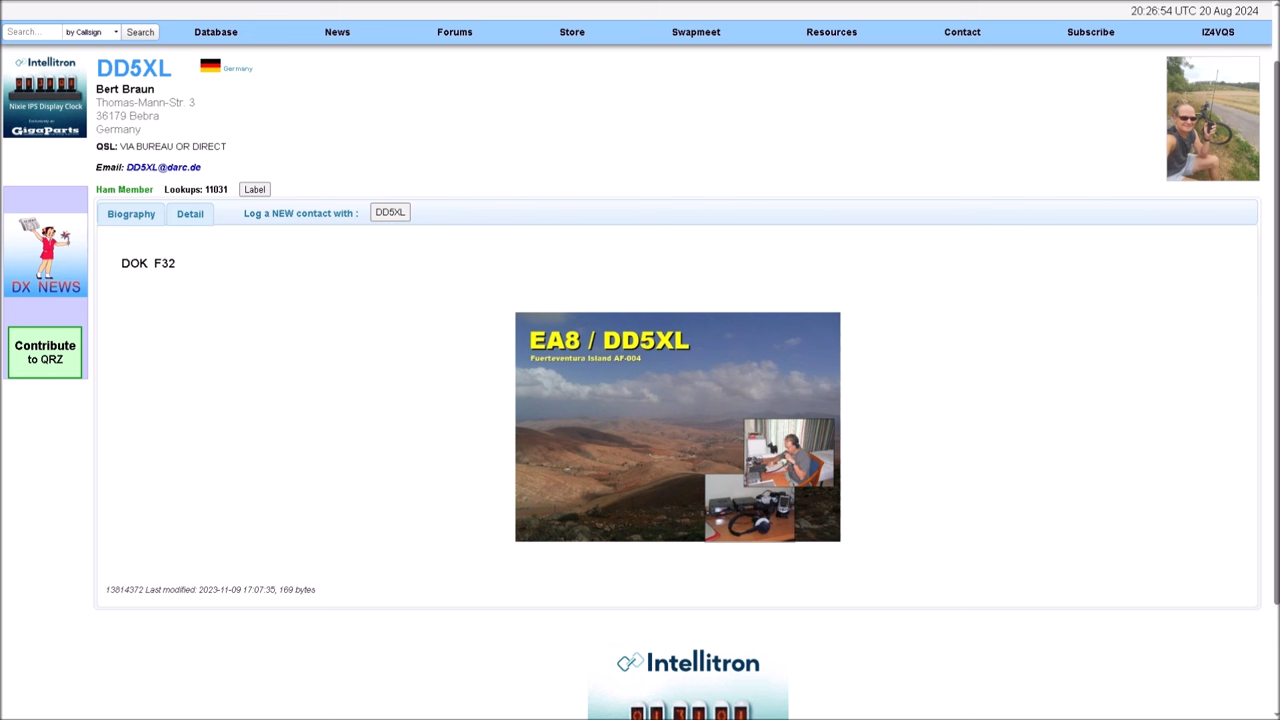 20:26:54 UTC 20 Aug 2024
Search... by Callsign Search Database News Forums Store Swapmeet Resources Contact Subscribe IZ4VQS
Intellitron
Nixie IPS Display Clock
GigaParts
DD5XL Germany
Bert Braun
Thomas-Mann-Str. 3
36179 Bebra
Germany
QSL: VIA BUREAU OR DIRECT
Email: DD5XL@darc.de
Ham Member Lookups: 11031 Label
Biography Detail Log a NEW contact with : DD5XL
DX NEWS
Contribute
to QRZ
DOK F32
EA8 / DD5XL
Fuerteventura Island AF-004
13814372 Last modified: 2023-11-09 17:07:35, 169 bytes
Intellitron